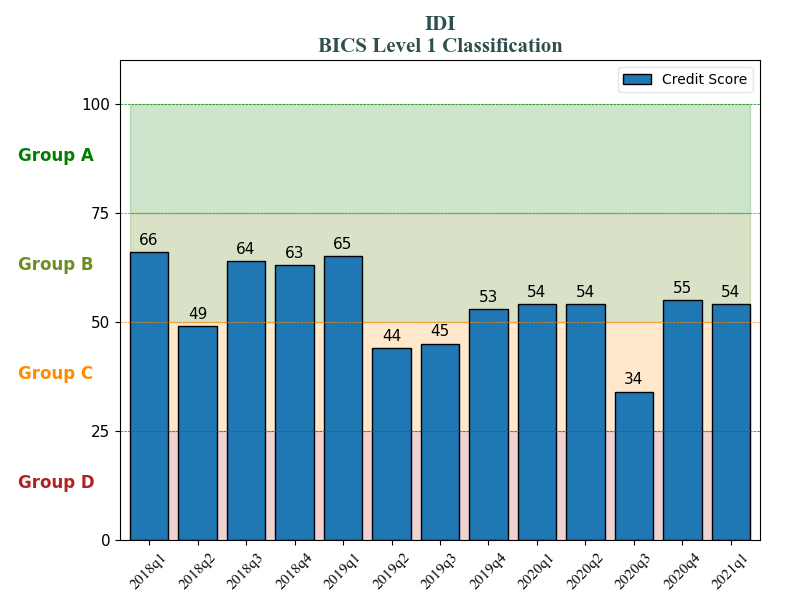 IDI
BICS Level 1 Classification
Credit Score
100
Group A
75
66
64
63
65
Group B
49
53
54
54
55
54
50
44
45
Group C
34
25
Group D
0
2018q1
2018q2
2018q3
2018q4
2019q1
2019q2
2019q3
2019q4
2020q1
2020q2
2020q3
2020q4
2021q1